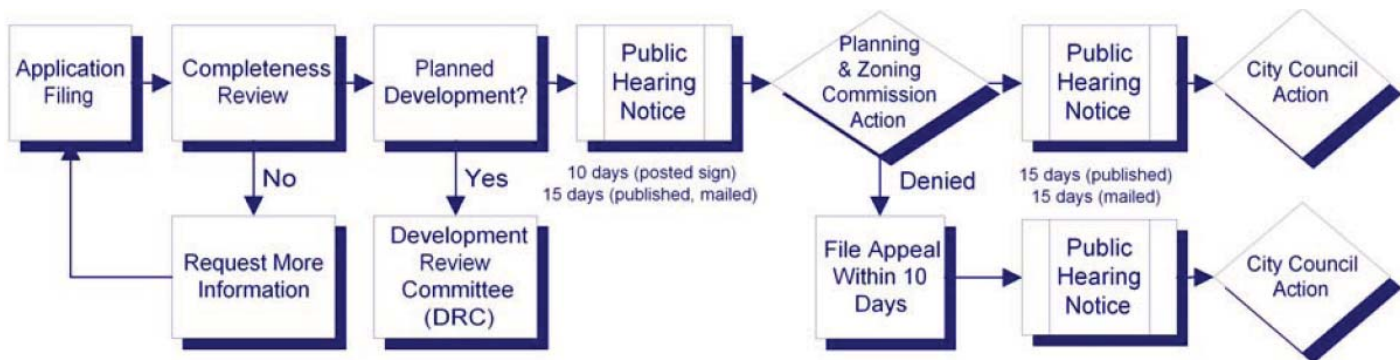 Application
Filing
Completeness
Review
Planned
Development?
Public
Hearing
Notice
Planning
& Zoning
Commission
Action
Public
Hearing
Notice
City Council
Action
10 days (posted sign)
15 days (published, mailed)
15 days (published)
15 days (mailed)
No
Yes
Denied
Request More
Information
Development
Review
Committee
(DRC)
File Appeal
Within 10
Days
Public
Hearing
Notice
City Council
Action